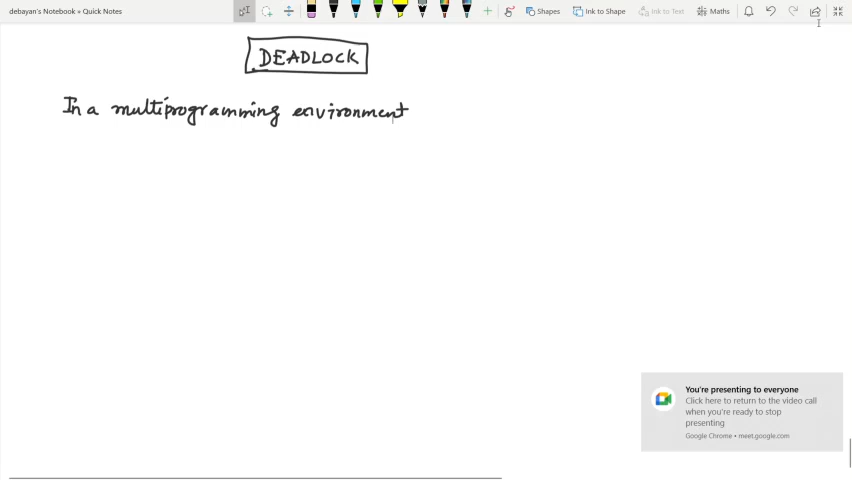 debayan's Notebook » Quick Notes
Shapes
Ink to Shape
Ink to Text
Maths
DEADLOCK
In a multiprogramming environment
You're presenting to everyone
Click here to return to the video call
when you're ready to stop
presenting
Google Chrome • meet.google.com